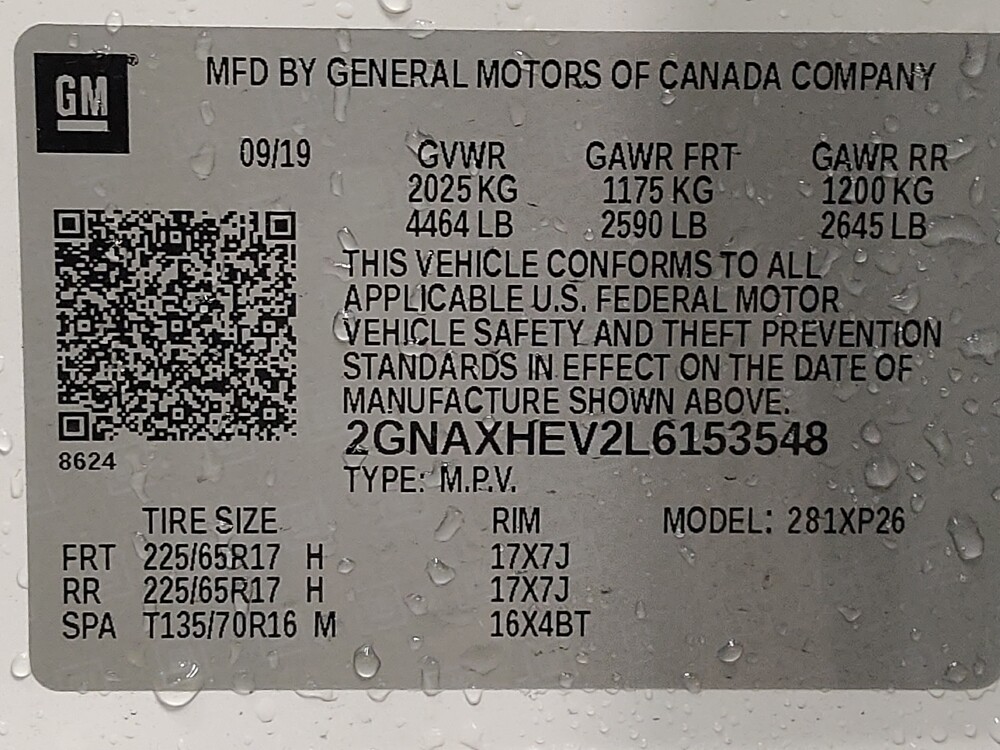 GM
MFD BY GENERAL MOTORS OF CANADA COMPANY
09/19 GVWR GAWR FRT GAWR RR
2025 KG 1175 KG 1200 KG
4464 LB 2590 LB 2645 LB
THIS VEHICLE CONFORMS TO ALL
APPLICABLE U.S. FEDERAL MOTOR
VEHICLE SAFETY AND THEFT PREVENTION
STANDARDS IN EFFECT ON THE DATE OF
MANUFACTURE SHOWN ABOVE.
2GNAXHEV2L6153548
8624
TYPE: M.P.V.
TIRE SIZE RIM MODEL: 281XP26
FRT 225/65R17 H 17X7J
RR 225/65R17 H 17X7J
SPA T135/70R16 M 16X4BT